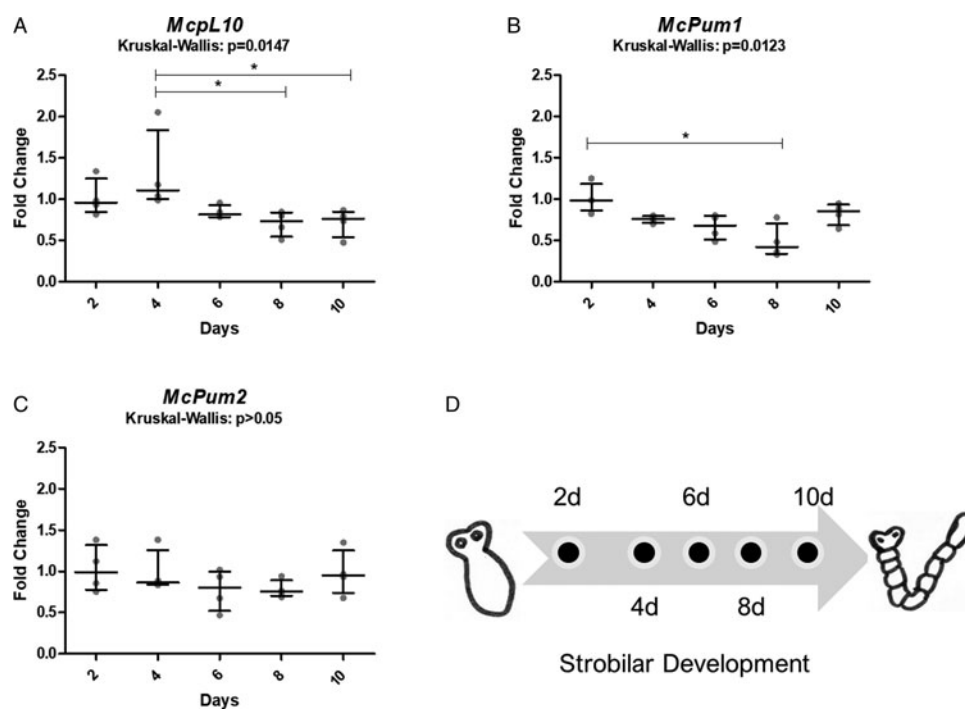 A
McpL10
Kruskal-Wallis: p=0.0147
*
*
2.5
2.0
1.5
1.0
0.5
0.0
Fold Change
2 4 6 8 10
Days
B
McPum1
Kruskal-Wallis: p=0.0123
*
2.5
2.0
1.5
1.0
0.5
0.0
Fold Change
2 4 6 8 10
Days
C
McPum2
Kruskal-Wallis: p>0.05
2.5
2.0
1.5
1.0
0.5
0.0
Fold Change
2 4 6 8 10
Days
D
2d 6d 10d
4d 8d
Strobilar Development